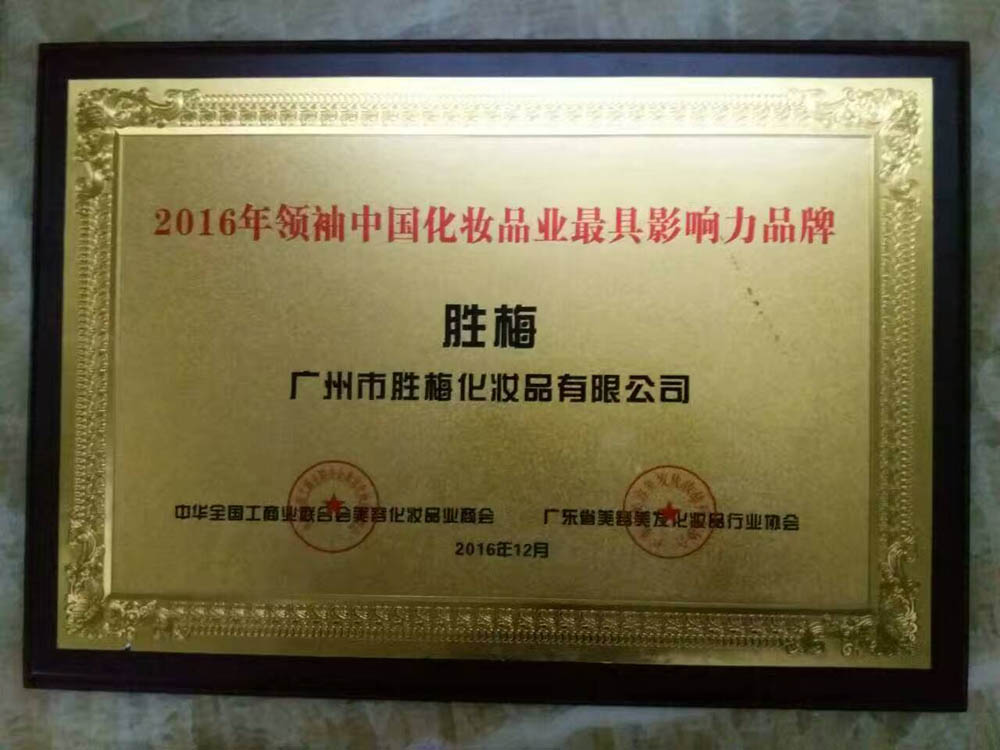 2016年领袖中国化妆品业最具影响力品牌
胜梅
广州市胜梅化妆品有限公司
中华全国工商业联合会美容化妆品业商会
广东省美容美发化妆品行业协会
2016年12月